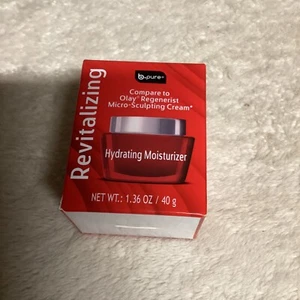 b.pure
Compare to
Olay® Regenerist
Micro-Sculpting Cream*
Revitalizing
Hydrating Moisturizer
NET WT.: 1.36 OZ / 40 g